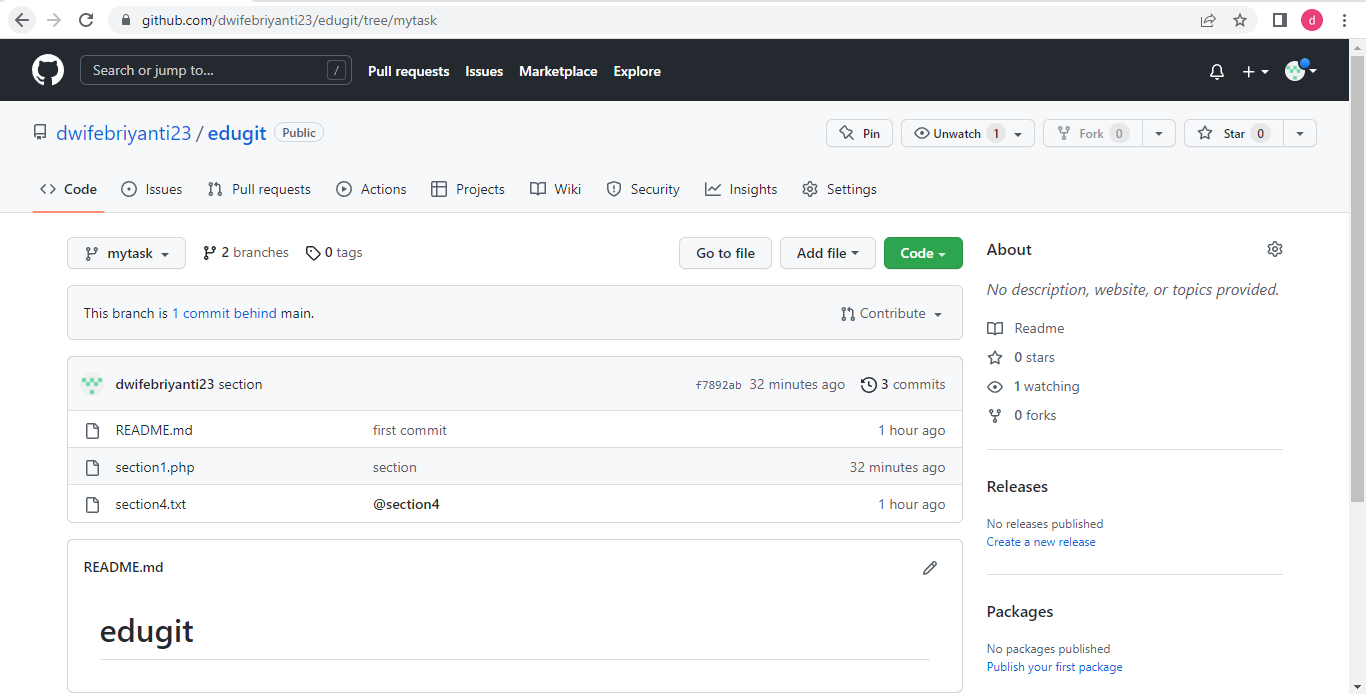 github.com/dwifebriyanti23/edugit/tree/mytask
d
Search or jump to... /
Pull requests Issues Marketplace Explore
dwifebriyanti23 / edugit Public
Pin Unwatch 1 Fork 0 Star 0
Code Issues Pull requests Actions Projects Wiki Security Insights Settings
mytask 2 branches 0 tags Go to file Add file Code
This branch is 1 commit behind main. Contribute
dwifebriyanti23 section f7892ab 32 minutes ago 3 commits
README.md first commit 1 hour ago
section1.php section 32 minutes ago
section4.txt @section4 1 hour ago
README.md
edugit
About
No description, website, or topics provided.
Readme
0 stars
1 watching
0 forks
Releases
No releases published
Create a new release
Packages
No packages published
Publish your first package